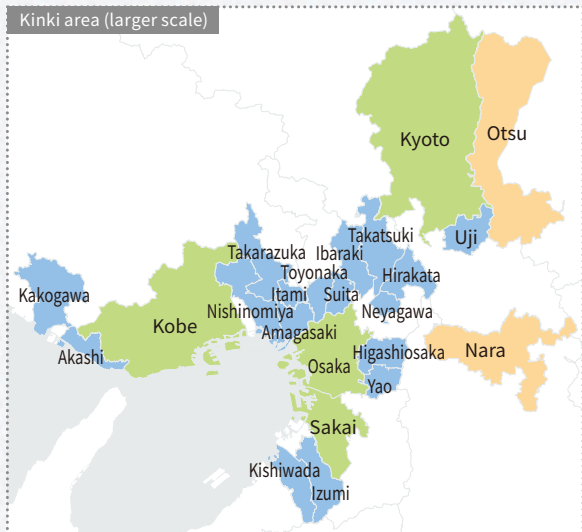 Kinki area (larger scale)
Kyoto
Otsu
Takatsuki
Uji
Takarazuka
Ibaraki
Toyonaka
Hirakata
Kakogawa
Itami
Suita
Nishinomiya
Neyagawa
Kobe
Amagasaki
Akashi
Osaka
Higashiosaka
Nara
Yao
Sakai
Kishiwada
Izumi